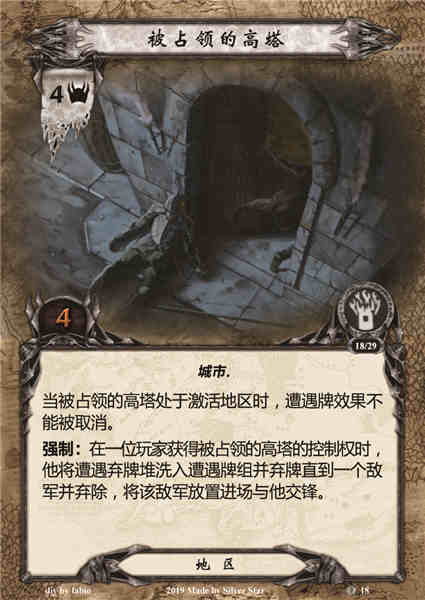 被占领的高塔
4
4
18/29
城市.
当被占领的高塔处于激活地区时，遭遇牌效果不
能被取消。
强制：在一位玩家获得被占领的高塔的控制权时，
他将遭遇弃牌堆洗入遭遇牌组并弃牌直到一个敌
军并弃除，将该敌军放置进场与他交锋。
地区
diy by fabio
2019 Made by Silver Star
18